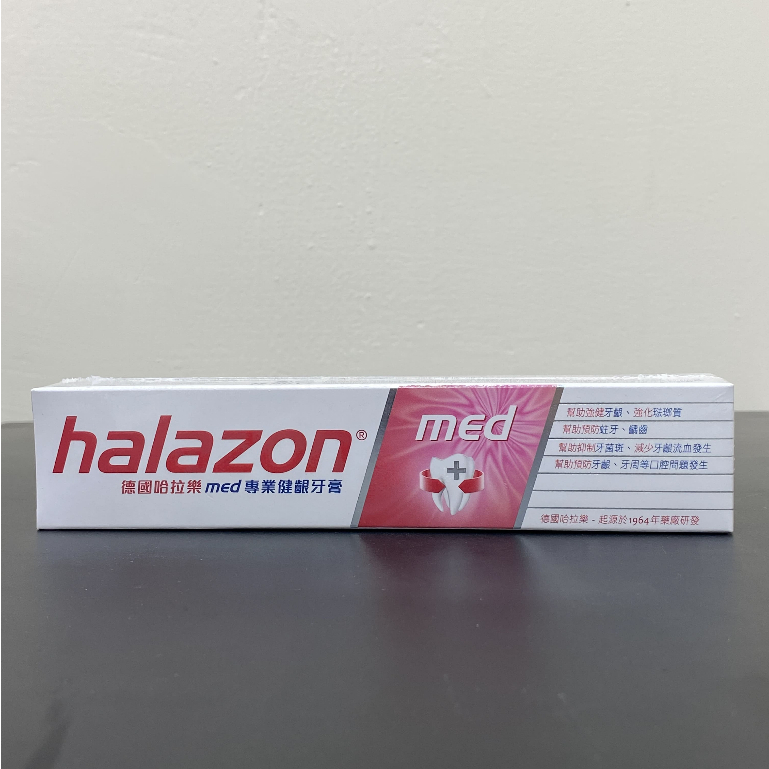 halazon®
德國哈拉樂med專業健齦牙膏
med
幫助強健牙齦、強化琺瑯質
幫助預防蛀牙、齲齒
幫助抑制牙菌斑、減少牙齦流血發生
幫助預防牙齦、牙周等口腔問題發生
德國哈拉樂 - 起源於1964年藥廠研發